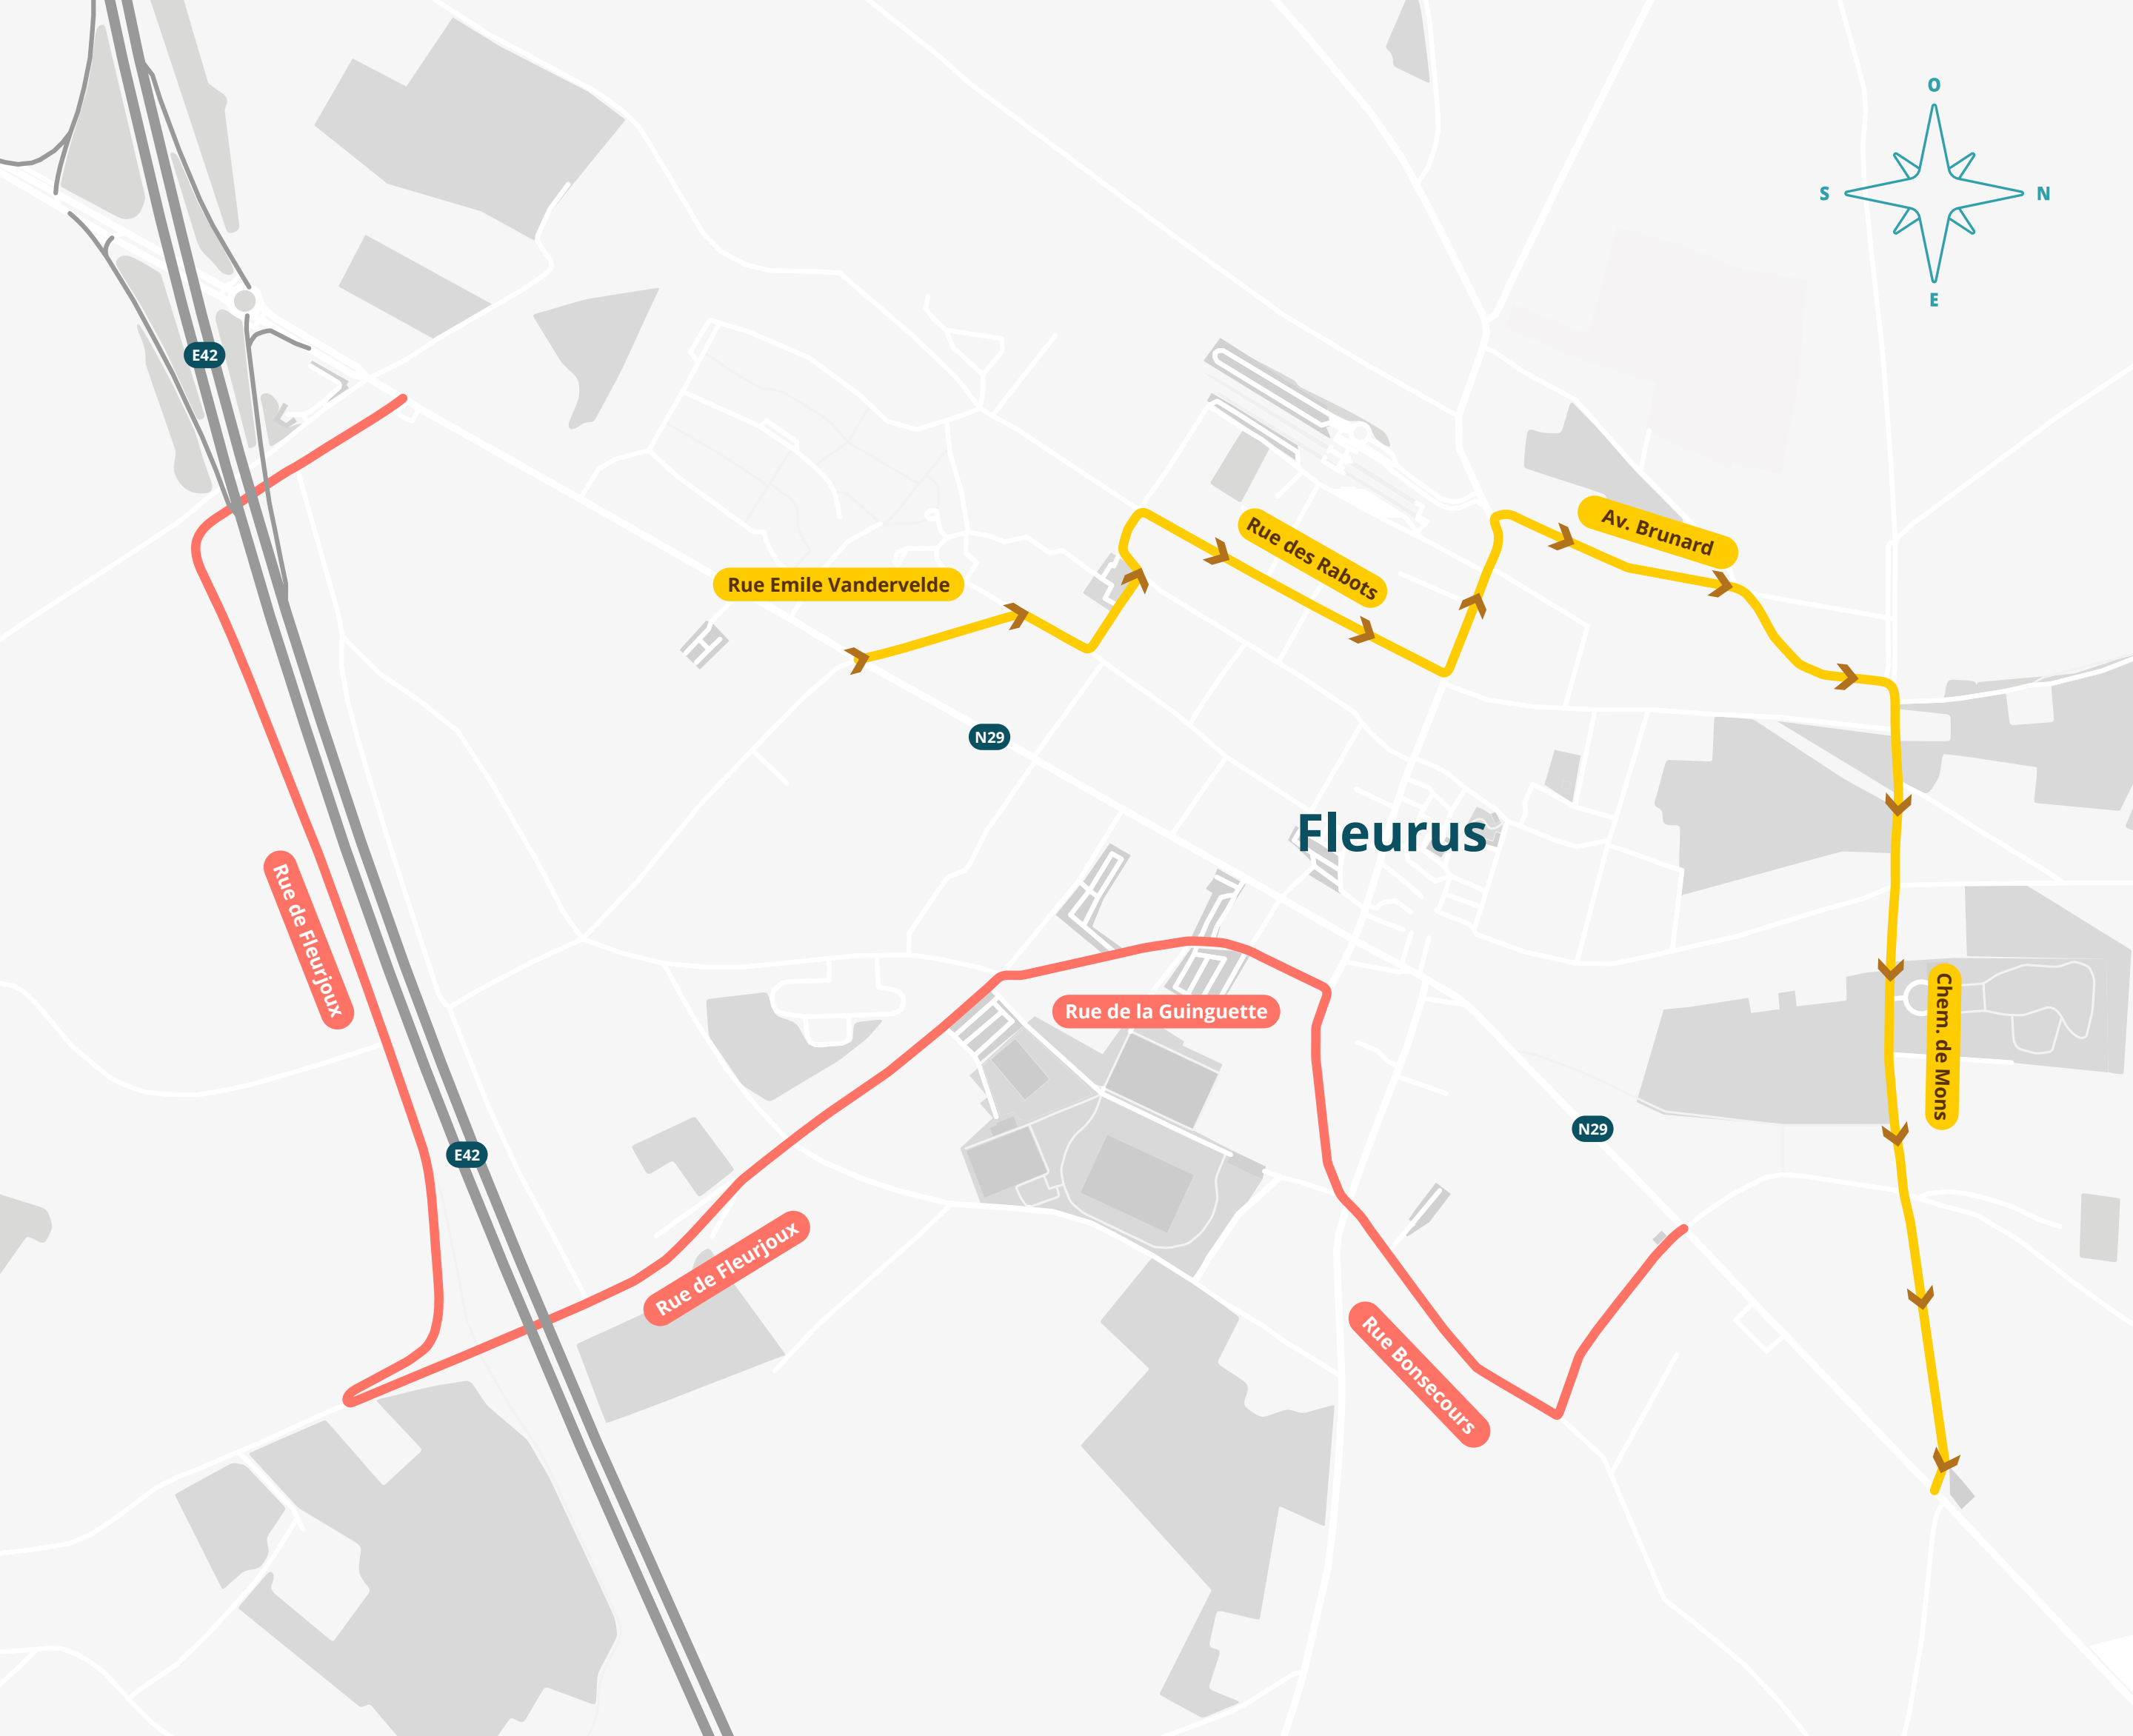 O
S
N
E
E42
Rue des Rabots
Av. Brunard
Rue Emile Vandervelde
N29
Fleurus
Rue de Fleurjoux
Rue de la Guinguette
Chem. de Mons
N29
E42
Rue de Fleurjoux
Rue Bonsecours